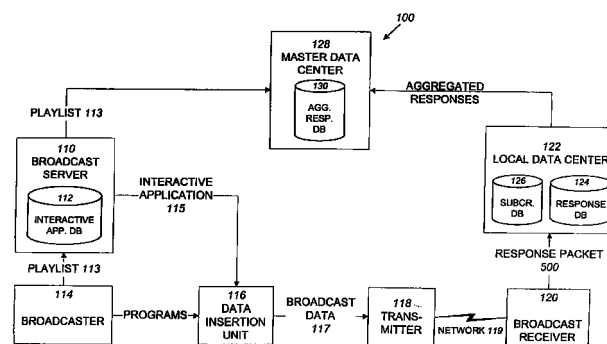 100
128
MASTER DATA
CENTER
130
AGG.
RESP.
DB
PLAYLIST 113
AGGREGATED
RESPONSES
110
BROADCAST
SERVER
112
INTERACTIVE
APP. DB
INTERACTIVE
APPLICATION
115
122
LOCAL DATA
CENTER
126
SUBCR.
DB
124
RESPONSE
DB
PLAYLIST 113
RESPONSE PACKET
500
114
BROADCASTER
PROGRAMS
116
DATA
INSERTION
UNIT
BROADCAST
DATA
117
118
TRANS-
MITTER
NETWORK 119
120
BROADCAST
RECEIVER